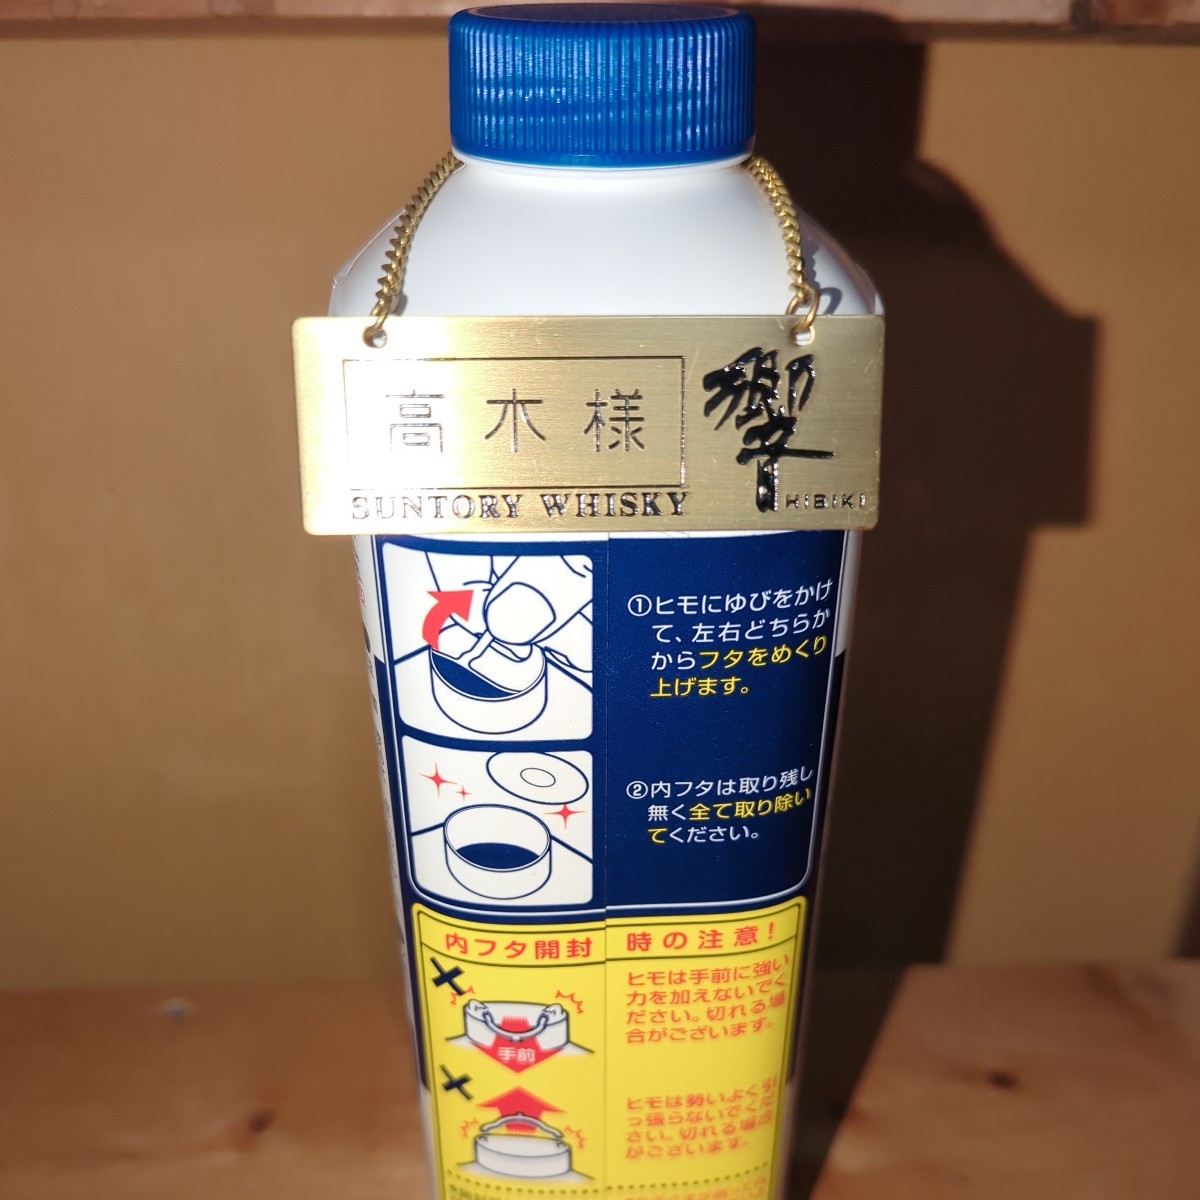 高木様
響
SUNTORY WHISKY
HIBIKI
①ヒモにゆびをかけ
て、左右どちらか
からフタをめくり
上げます。
②内フタは取り残し
無く全て取り除い
てください。
内フタ開封時の注意！
ヒモは手前に強い
力を加えないでく
ださい。切れる場
合がございます。
手前
ヒモは勢いよく引
っ張らないでくだ
さい。切れる場合
がございます。